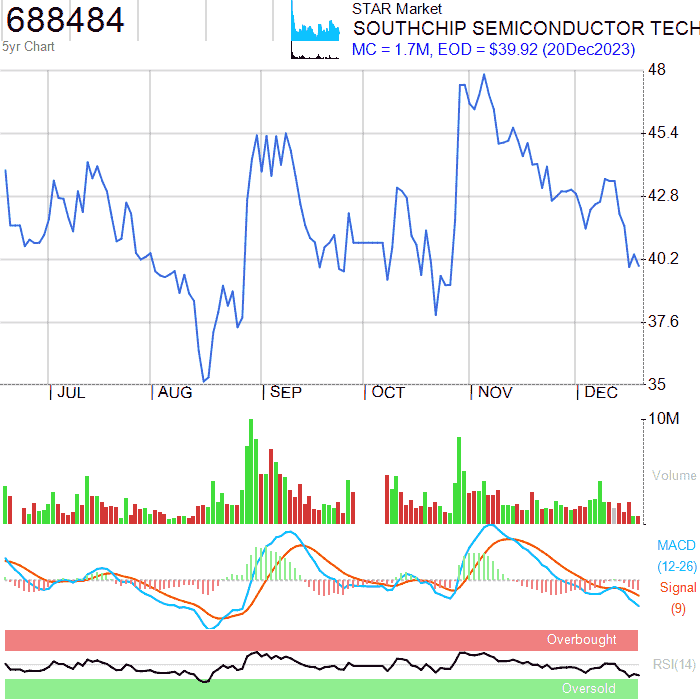 688484
5yr Chart
STAR Market
SOUTHCHIP SEMICONDUCTOR TECH
MC = 1.7M, EOD = $39.92 (20Dec2023)
48
45.4
42.8
40.2
37.6
35
JUL AUG SEP OCT NOV DEC
10M
Volume
MACD
(12-26)
Signal
(9)
Overbought
RSI(14)
Oversold